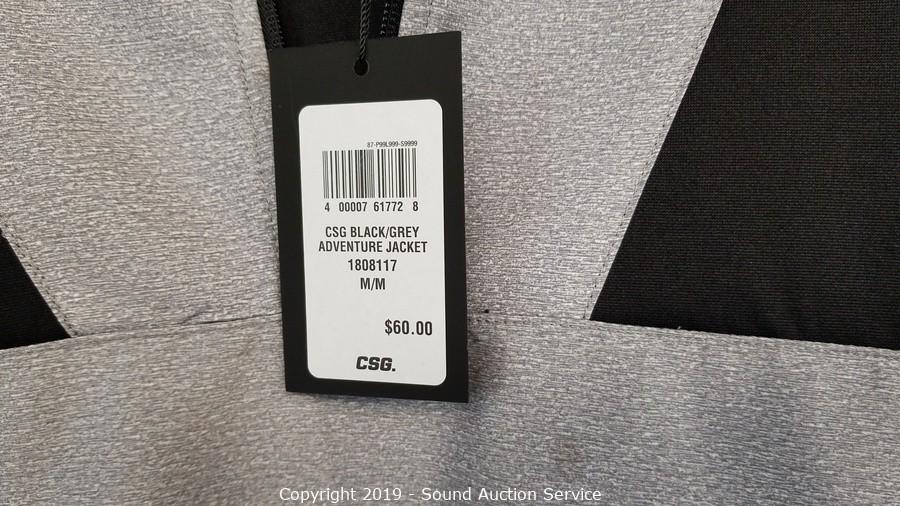 87-P99L999-S9999
4 00007 61772 8
CSG BLACK/GREY
ADVENTURE JACKET
1808117
M/M
$60.00
CSG.
Copyright 2019 - Sound Auction Service